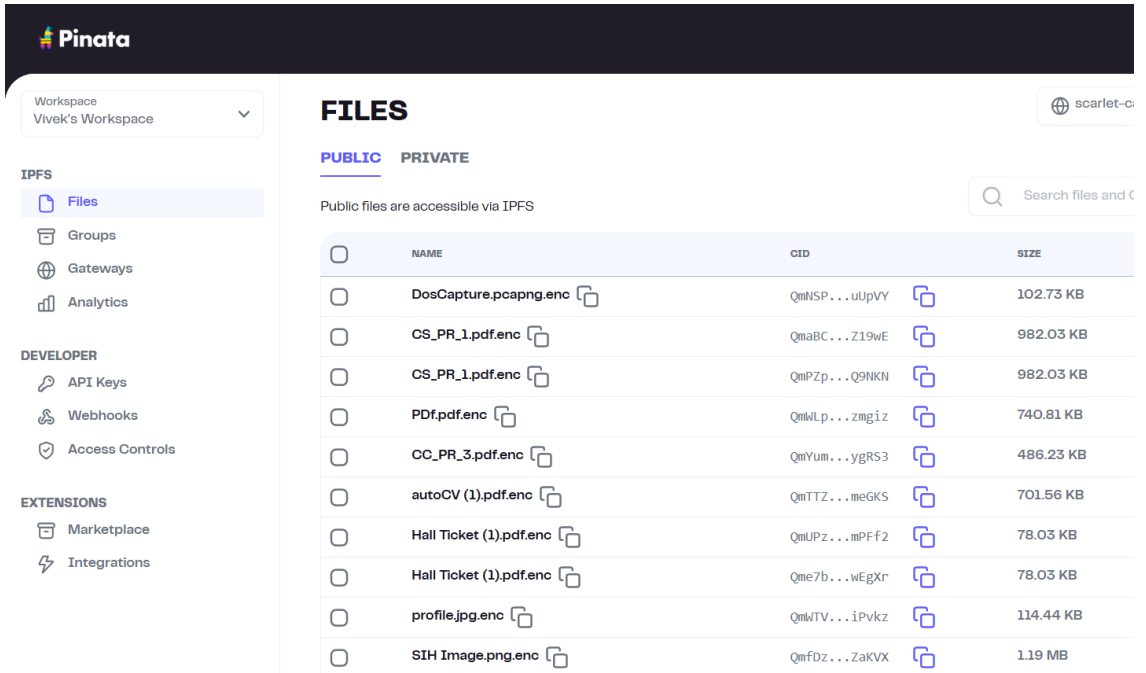 Pinata
Workspace
Vivek's Workspace
IPFS
Files
Groups
Gateways
Analytics
DEVELOPER
API Keys
Webhooks
Access Controls
EXTENSIONS
Marketplace
Integrations
FILES
scarlet-ca
PUBLIC PRIVATE
Public files are accessible via IPFS
Search files and C
NAME CID SIZE
DosCapture.pcapng.enc QmNSP...uUpVY 102.73 KB
CS_PR_1.pdf.enc QmaBC...Z19wE 982.03 KB
CS_PR_1.pdf.enc QmPZp...Q9NKN 982.03 KB
PDf.pdf.enc QmWLp...zmgiz 740.81 KB
CC_PR_3.pdf.enc QmYum...ygRS3 486.23 KB
autoCV (1).pdf.enc QmTTZ...meGKS 701.56 KB
Hall Ticket (1).pdf.enc QmUPz...mPFf2 78.03 KB
Hall Ticket (1).pdf.enc Qme7b...wEgXr 78.03 KB
profile.jpg.enc QmWTV...iPvkz 114.44 KB
SIH Image.png.enc QmfDz...ZaKVX 1.19 MB